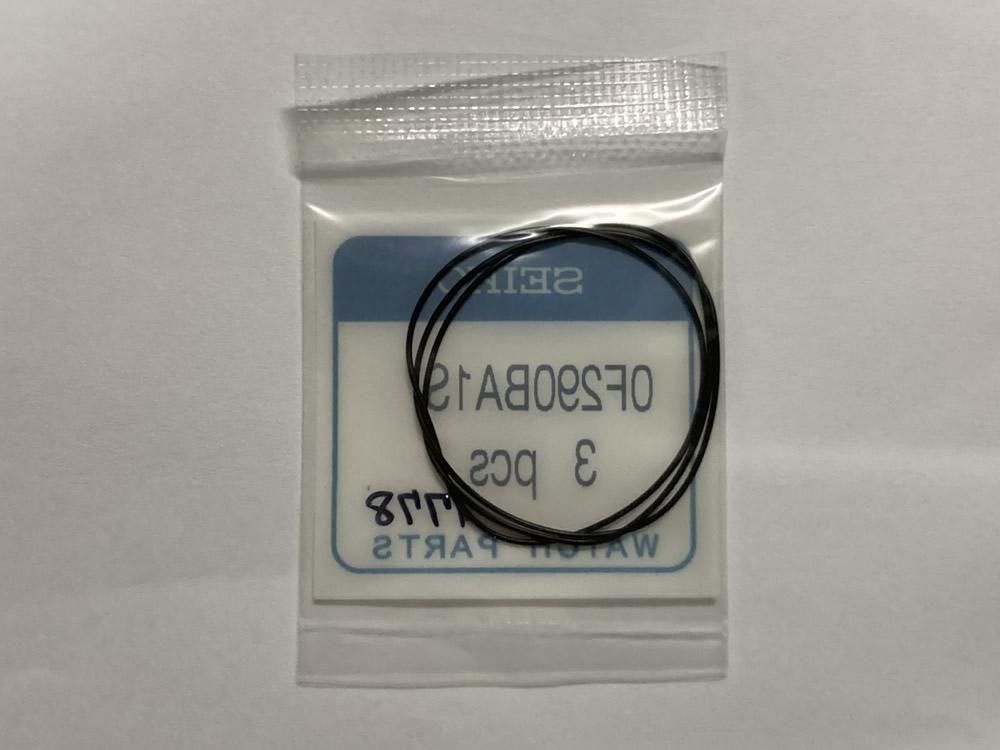 SEIKO
0F290BA1S
3 pcs
WATCH PARTS